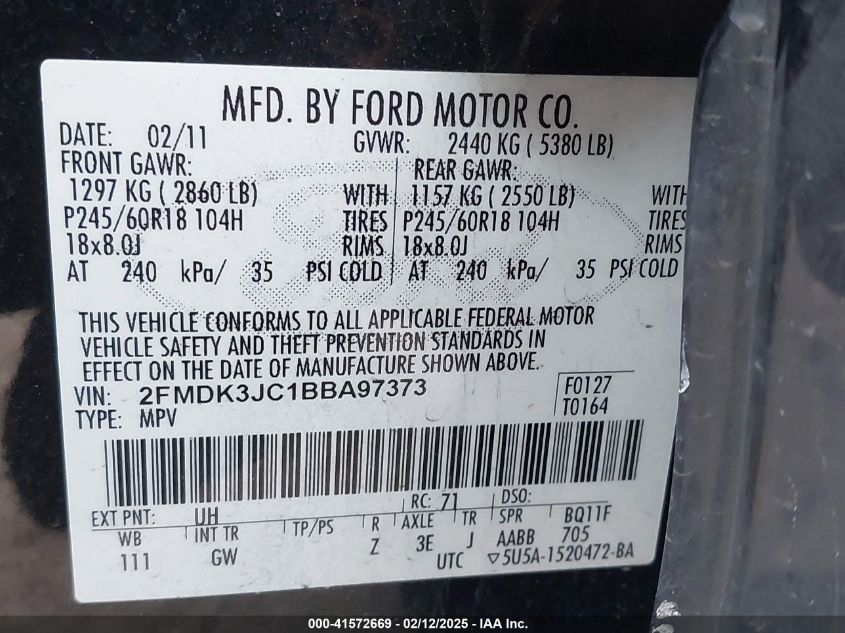 MFD. BY FORD MOTOR CO.
DATE: 02/11 GVWR: 2440 KG ( 5380 LB)
FRONT GAWR: REAR GAWR:
1297 KG ( 2860 LB) WITH 1157 KG ( 2550 LB) WITH
P245/60R18 104H TIRES P245/60R18 104H TIRES
18x8.0J RIMS 18x8.0J RIMS
AT 240 kPa/ 35 PSI COLD AT 240 kPa/ 35 PSI COLD
THIS VEHICLE CONFORMS TO ALL APPLICABLE FEDERAL MOTOR
VEHICLE SAFETY AND THEFT PREVENTION STANDARDS IN
EFFECT ON THE DATE OF MANUFACTURE SHOWN ABOVE.
VIN: 2FMDK3JC1BBA97373 F0127
TYPE: MPV T0164
EXT PNT: UH RC: 71 DSO:
WB INT TR TP/PS R AXLE TR SPR BQ11F
111 GW Z 3E J AABB 705
UTC ▽5U5A-1520472-BA
000-41572669 - 02/12/2025 - IAA Inc.